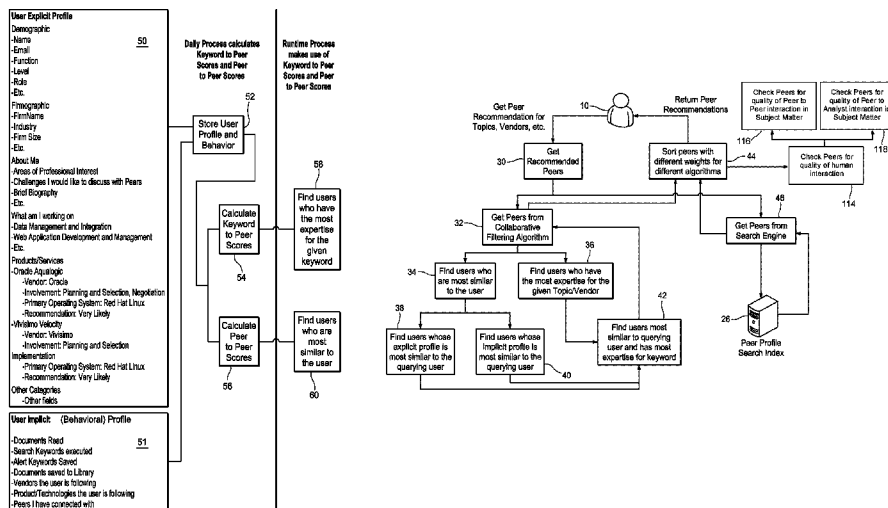 User Explicit Profile
Demographic
50
-Name
-Email
-Function
-Level
-Role
-Etc.
Firmographic
-FirmName
-Industry
-Firm Size
-Etc.
About Me
-Areas of Professional Interest
-Challenges I would like to discuss with Peers
-Brief Biography
-Etc.
What am I working on
-Data Management and Integration
-Web Application Development and Management
-Etc.
Products/Services
-Oracle Aqualogic
-Vendor: Oracle
-Involvement: Planning and Selection, Negotiation
-Primary Operating System: Red Hat Linux
-Recommendation: Very Likely
-Vivisimo Velocity
-Vendor: Vivisimo
-Involvement: Planning and Selection
Implementation
-Primary Operating System: Red Hat Linux
-Recommendation: Very Likely
Other Categories
-Other fields
User Implicit (Behavioral) Profile
51
-Documents Read
-Search Keywords executed
-Alert Keywords Saved
-Documents saved to Library
-Vendors the user is following
-Product/Technologies the user is following
-Peers I have connected with
Daily Process calculates
Keyword to Peer
Scores and Peer
to Peer Scores
52
Store User
Profile and
Behavior
Calculate
Keyword
to Peer
Scores
54
Calculate
Peer
to Peer
Scores
56
Runtime Process
makes use of
Keyword to Peer
Scores and Peer
to Peer Scores
58
Find users
who have
the most
expertise
for the
given
keyword
Find users
who are
most
similar to
the user
60
10
Get Peer
Recommendation for
Topics, Vendors, etc.
Return Peer
Recommendations
30
Get
Recommended
Peers
Sort peers with
different weights for
different algorithms
44
Check Peers for
quality of Peer to
Peer interaction in
Subject Matter
116
Check Peers for
quality of Peer to
Analyst interaction in
Subject Matter
118
Check Peers for
quality of human
interaction
114
32
Get Peers from
Collaborative
Filtering Algorithm
46
Get Peers from
Search Engine
34
Find users who
are most similar
to the user
36
Find users who have
the most expertise for the
given Topic/Vendor
38
Find users whose
explicit profile is
most similar to the
querying user
Find users whose
implicit profile is
most similar to the
querying user
40
42
Find users most
similar to querying
user and has most
expertise for keyword
26
Peer Profile
Search Index